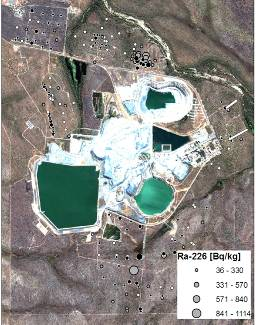 Ra-226 [Bq/kg]
36 - 330
331 - 570
571 - 840
841 - 1114